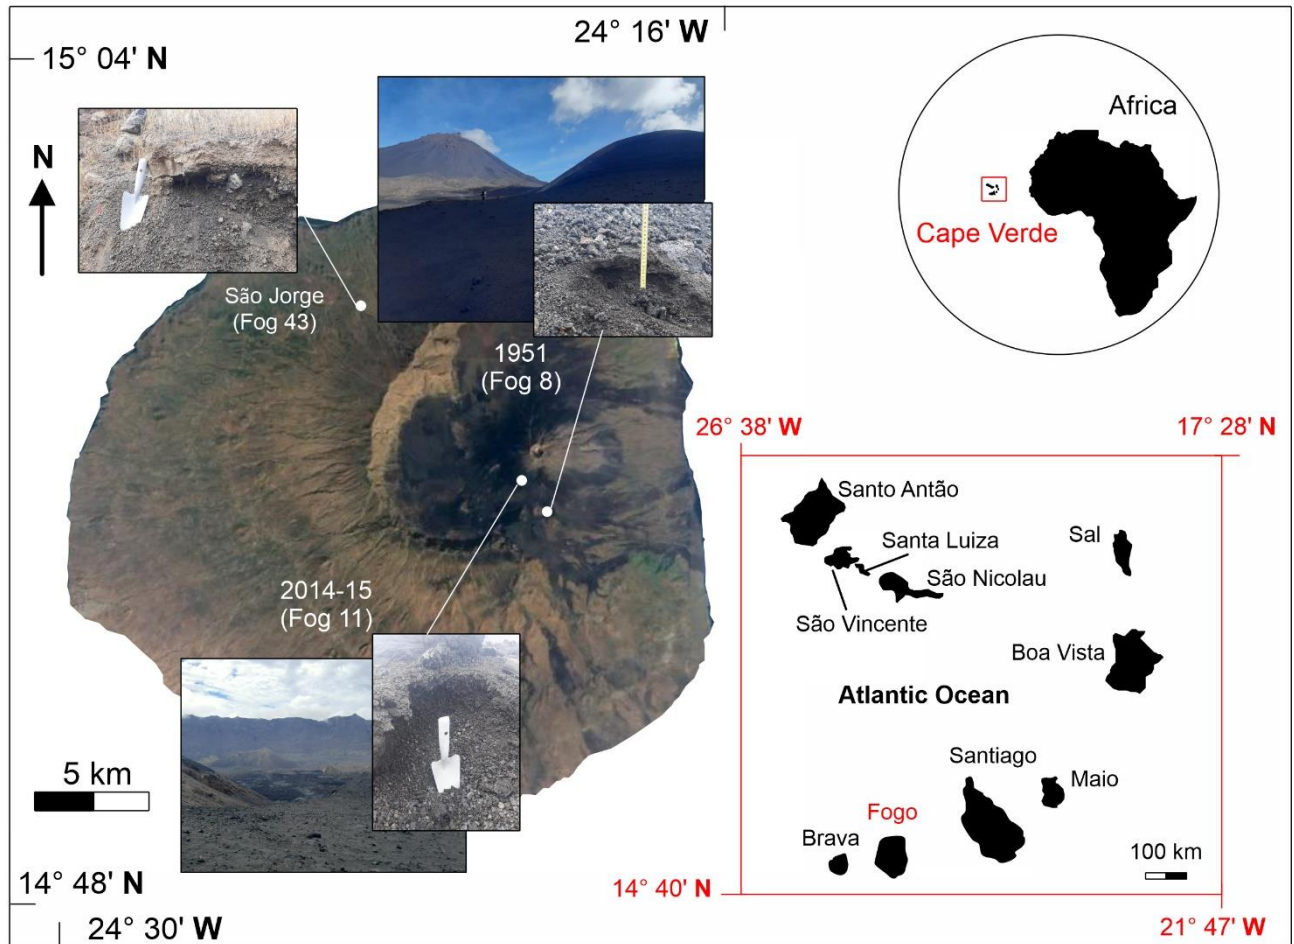 24° 16' W
15° 04' N
N
São Jorge
(Fog 43)
1951
(Fog 8)
2014-15
(Fog 11)
5 km
14° 48' N
24° 30' W
Africa
Cape Verde
26° 38' W
17° 28' N
Santo Antão
Santa Luiza
São Nicolau
São Vincente
Sal
Boa Vista
Atlantic Ocean
Santiago
Maio
Fogo
Brava
100 km
14° 40' N
21° 47' W